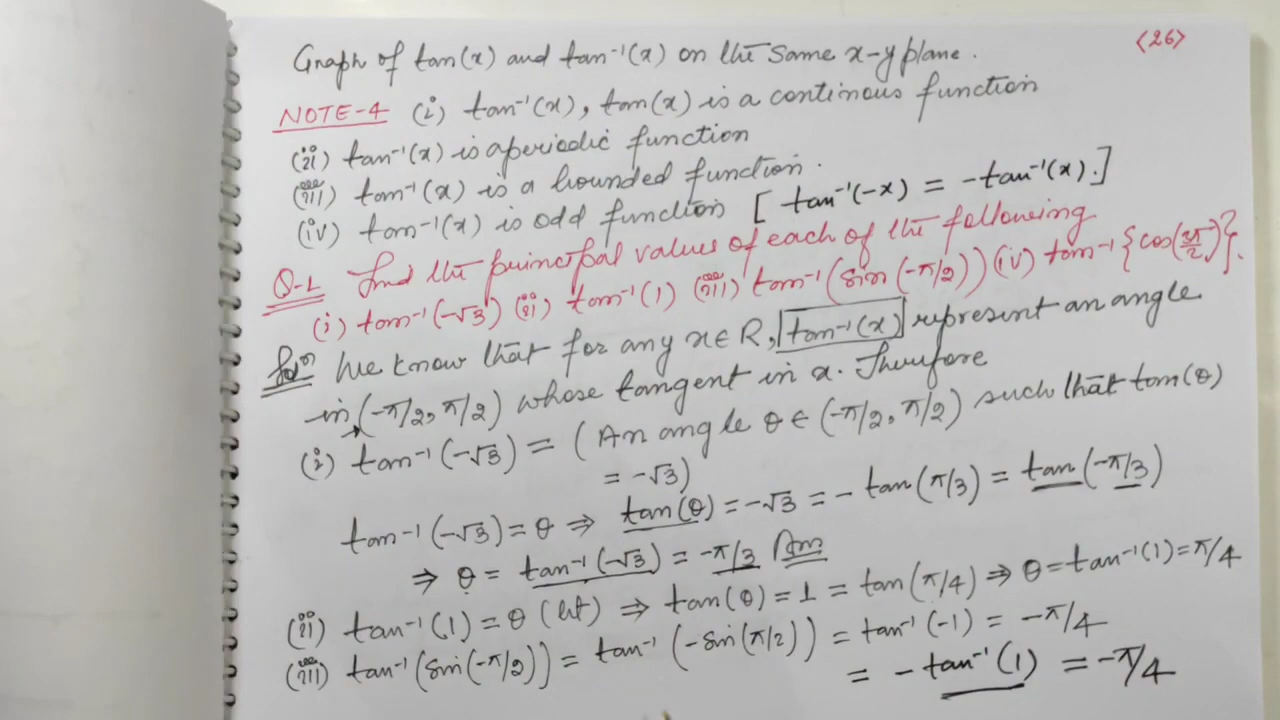 <26>
Graph of tan(x) and tan⁻¹(x) on the same x-y plane.
NOTE-4 (i) tan⁻¹(x), tan(x) is a continous function
(ii) tan⁻¹(x) is aperiodic function
(iii) tan⁻¹(x) is a bounded function.
(iv) tan⁻¹(x) is odd function [tan⁻¹(-x) = -tan⁻¹(x).]
Q-1 Find the principal values of each of the following
(i) tan⁻¹(-√3) (ii) tan⁻¹(1) (iii) tan⁻¹(sin(-π/2)) (iv) tan⁻¹{cos(3π/2)}.
Solⁿ We know that for any x∈R, tan⁻¹(x) represent an angle
in (-π/2, π/2) whose tangent in x. Therefore
(i) tan⁻¹(-√3) = (An angle θ ∈ (-π/2, π/2) such that tan(θ)
= -√3)
tan⁻¹(-√3) = θ ⇒ tan(θ) = -√3 = -tan(π/3) = tan(-π/3)
⇒ θ = tan⁻¹(-√3) = -π/3 Ans
(ii) tan⁻¹(1) = θ (let) ⇒ tan(θ) = 1 = tan(π/4) ⇒ θ = tan⁻¹(1) = π/4
(iii) tan⁻¹(sin(-π/2)) = tan⁻¹(-sin(π/2)) = tan⁻¹(-1) = -π/4
= -tan⁻¹(1) = -π/4